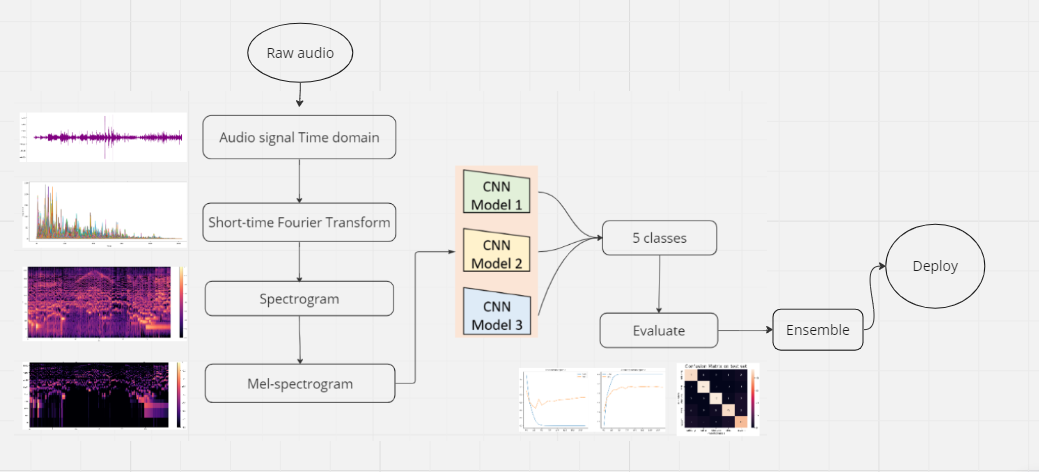 Raw audio
Audio signal Time domain
Short-time Fourier Transform
Spectrogram
Mel-spectrogram
CNN
Model 1
CNN
Model 2
CNN
Model 3
5 classes
Evaluate
Ensemble
Deploy
Confusion Matrix on test set